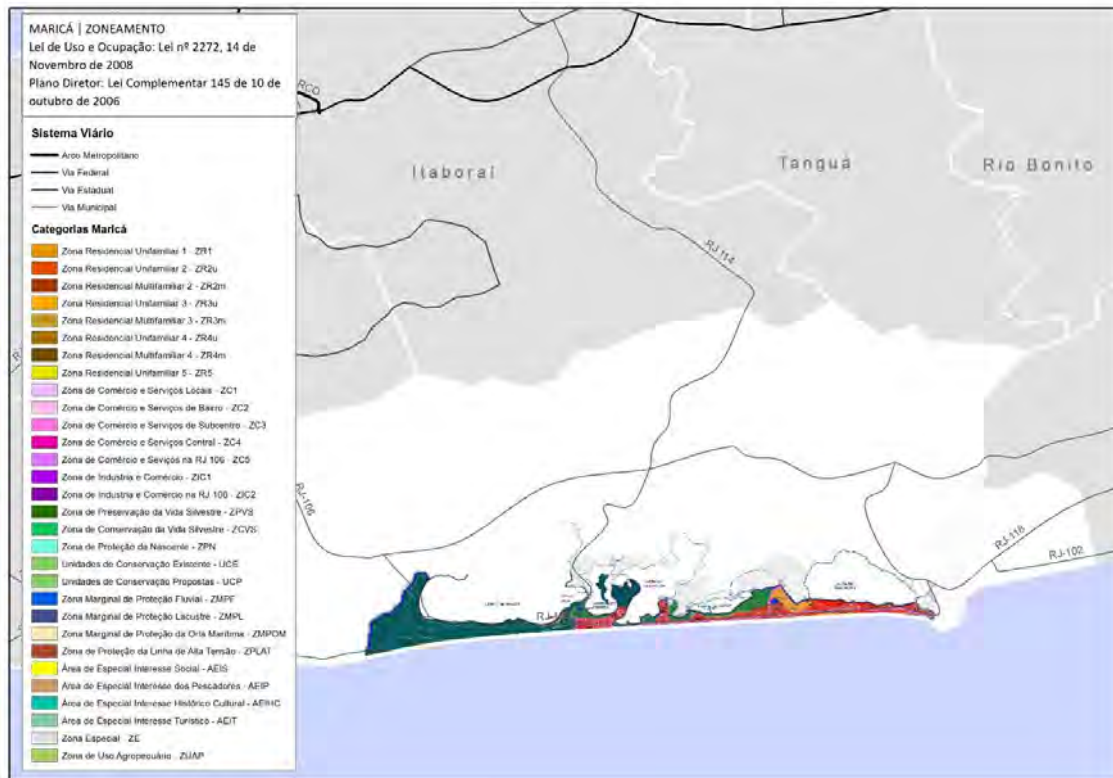 MARICÁ | ZONEAMENTO
Lei de Uso e Ocupação: Lei nº 2272, 14 de
Novembro de 2008
Plano Diretor: Lei Complementar 145 de 10 de
outubro de 2006
Sistema Viário
Arco Metropolitano
Via Federal
Via Estadual
Via Municipal
Categorias Maricá
Zona Residencial Unifamiliar 1 - ZR1
Zona Residencial Unifamiliar 2 - ZR2u
Zona Residencial Multifamiliar 2 - ZR2m
Zona Residencial Unifamiliar 3 - ZR3u
Zona Residencial Multifamiliar 3 - ZR3m
Zona Residencial Unifamiliar 4 - ZR4u
Zona Residencial Multifamiliar 4 - ZR4m
Zona Residencial Unifamiliar 5 - ZR5
Zona de Comércio e Serviços Locais - ZC1
Zona de Comércio e Serviços de Bairro - ZC2
Zona de Comércio e Serviços de Subcentro - ZC3
Zona de Comércio e Serviços Central - ZC4
Zona de Comércio e Seviços na RJ 106 - ZC5
Zona de Industria e Comércio - ZIC1
Zona de Industria e Comércio na RJ 106 - ZIC2
Zona de Preservação da Vida Silvestre - ZPVS
Zona de Conservação da Vida Silvestre - ZCVS
Zona de Proteção da Nascente - ZPN
Unidades de Conservação Existente - UCE
Unidades de Conservação Propostas - UCP
Zona Marginal de Proteção Fluvial - ZMPF
Zona Marginal de Proteção Lacustre - ZMPL
Zona Marginal de Proteção da Orla Marítima - ZMPOM
Zona de Proteção da Linha de Alta Tensão - ZPLAT
Área de Especial Interesse Social - AEIS
Área de Especial Interesse dos Pescadores - AEIP
Área de Especial Interesse Histórico Cultural - AEIHC
Área de Especial Interesse Turístico - AEIT
Zona Especial - ZE
Zona de Uso Agropecuário - ZUAP
RCO
Itaboraí
Tanguá
Rio Bonito
RJ 114
RJ-106
RJ-118
RJ-102